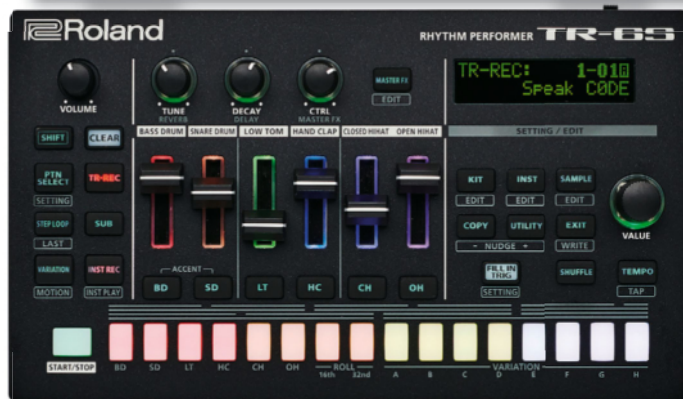 Roland
RHYTHM PERFORMER TR-6S
VOLUME
TUNE
REVERB
DECAY
DELAY
CTRL
MASTER FX
MASTER FX
EDIT
TR-REC: 1-01A
Speak C0DE
BASS DRUM SNARE DRUM LOW TOM HAND CLAP CLOSED HIHAT OPEN HIHAT
SETTING / EDIT
SHIFT CLEAR
PTN SELECT TR-REC
SETTING
STEP LOOP SUB
LAST
VARIATION INST REC
MOTION INST PLAY
ACCENT
BD SD LT HC CH OH
KIT INST SAMPLE
EDIT EDIT EDIT
COPY UTILITY EXIT
- NUDGE + WRITE
VALUE
FILL IN TRIG SHUFFLE TEMPO
SETTING TAP
START/STOP
BD SD LT HC CH OH ROLL VARIATION
16th 32nd A B C D E F G H